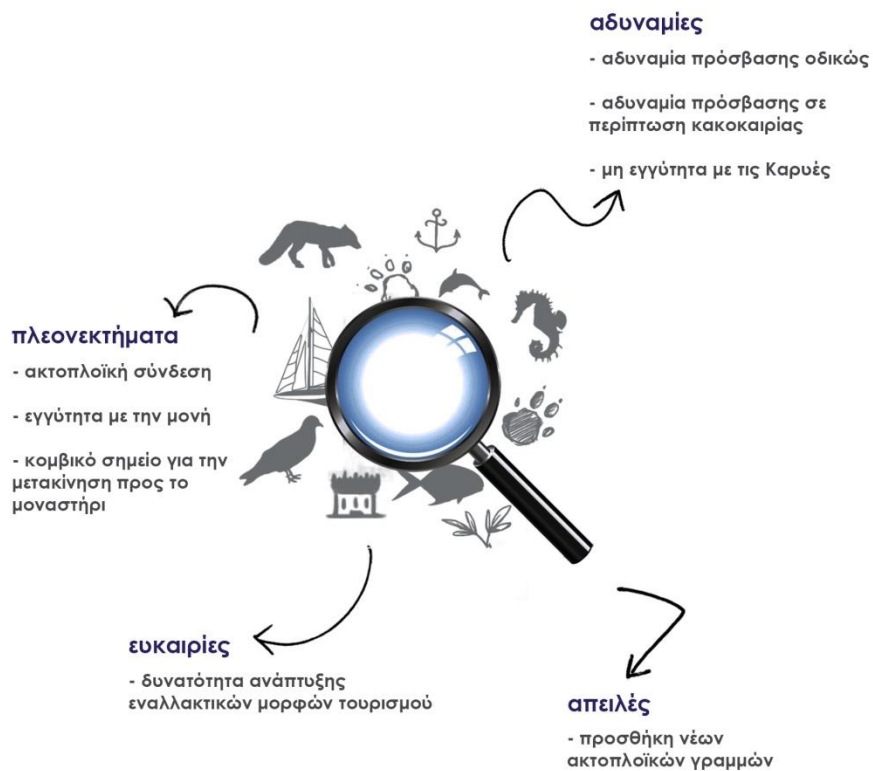 αδυναμίες
- αδυναμία πρόσβασης οδικώς
- αδυναμία πρόσβασης σε
περίπτωση κακοκαιρίας
- μη εγγύτητα με τις Καρυές
πλεονεκτήματα
- ακτοπλοϊκή σύνδεση
- εγγύτητα με την μονή
- κομβικό σημείο για την
μετακίνηση προς το
μοναστήρι
ευκαιρίες
- δυνατότητα ανάπτυξης
εναλλακτικών μορφών τουρισμού
απειλές
- προσθήκη νέων
ακτοπλοϊκών γραμμών